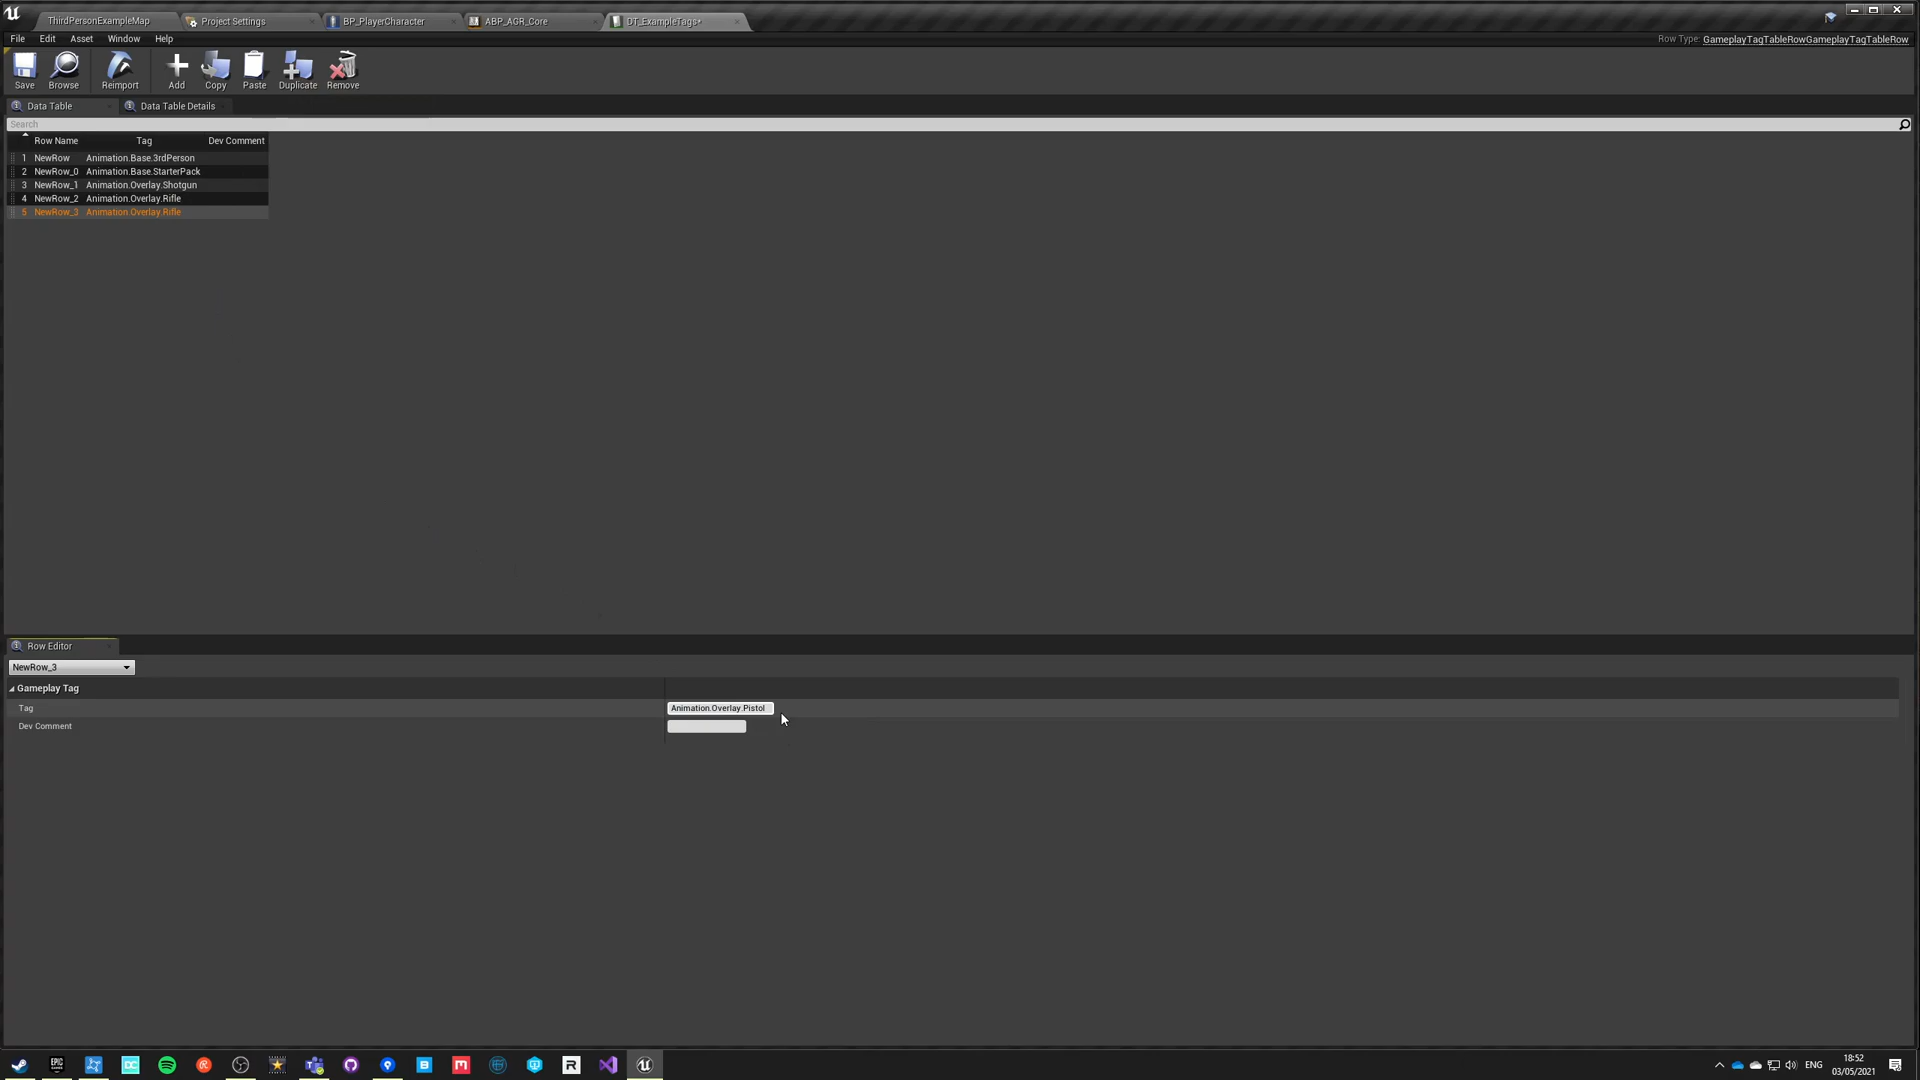 ThirdPersonExampleMap
Project Settings
BP_PlayerCharacter
ABP_AGR_Core
DT_ExampleTags*
File Edit Asset Window Help
Row Type: GameplayTagTableRowGameplayTagTableRow
Save Browse Reimport Add Copy Paste Duplicate Remove
Data Table Data Table Details
Search
Row Name Tag Dev Comment
1 NewRow Animation.Base.3rdPerson
2 NewRow_0 Animation.Base.StarterPack
3 NewRow_1 Animation.Overlay.Shotgun
4 NewRow_2 Animation.Overlay.Rifle
5 NewRow_3 Animation.Overlay.Rifle
Row Editor
NewRow_3
Gameplay Tag
Tag Animation.Overlay.Pistol
Dev Comment
EPIC GAMES
DC
B
M
R
ENG
18:52
03/05/2021